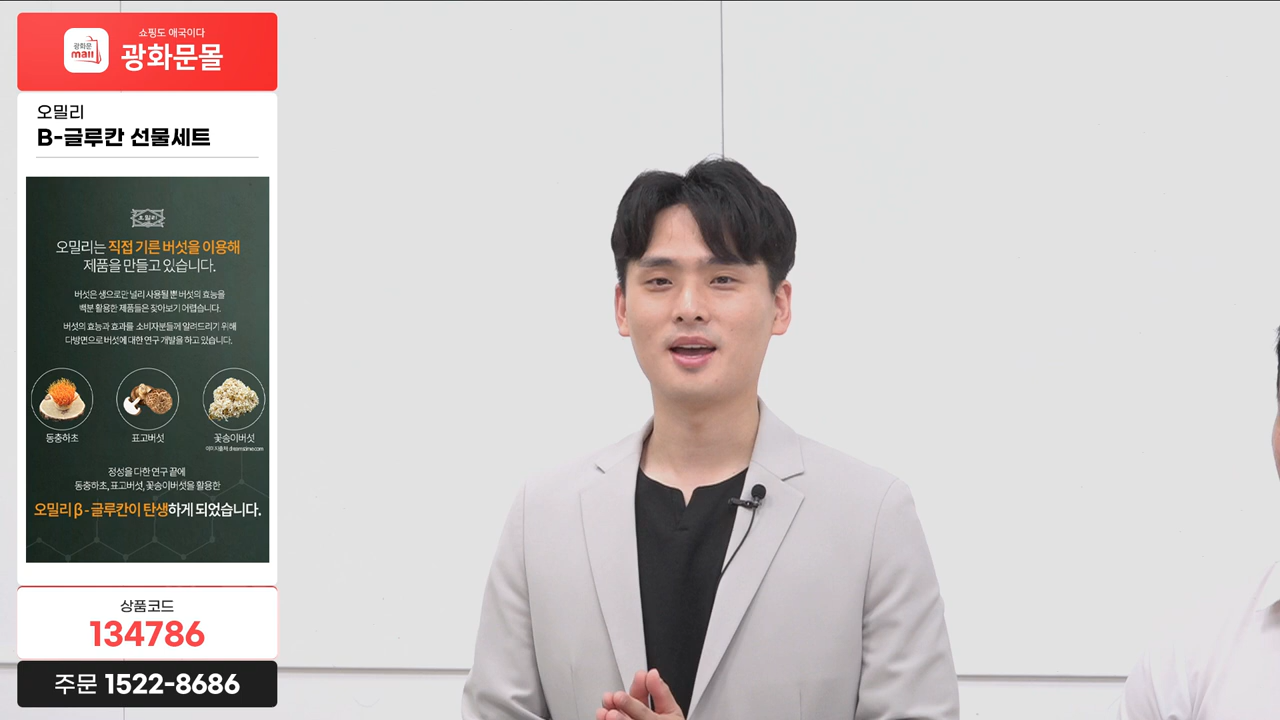 쇼핑도 애국이다
광화문
mall
광화문몰
오밀리
B-글루칸 선물세트
오밀리
오밀리는 직접 기른 버섯을 이용해
제품을 만들고 있습니다.
버섯은 생으로만 널리 사용될 뿐 버섯의 효능을
백분 활용한 제품들은 찾아보기 어렵습니다.
버섯의 효능과 효과를 소비자분들께 알려드리기 위해
다방면으로 버섯에 대한 연구 개발을 하고 있습니다.
동충하초
표고버섯
꽃송이버섯
이미지출처:dreamstime.com
정성을 다한 연구 끝에
동충하초, 표고버섯, 꽃송이버섯을 활용한
오밀리 β - 글루칸이 탄생하게 되었습니다.
상품코드
134786
주문 1522-8686